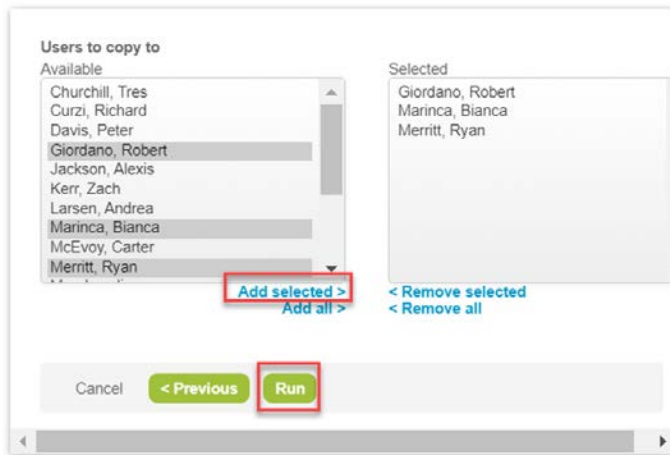 Users to copy to
Available
Churchill, Tres
Curzi, Richard
Davis, Peter
Giordano, Robert
Jackson, Alexis
Kerr, Zach
Larsen, Andrea
Marinca, Bianca
McEvoy, Carter
Merritt, Ryan
Add selected >
Add all >
Selected
Giordano, Robert
Marinca, Bianca
Merritt, Ryan
< Remove selected
< Remove all
Cancel
< Previous
Run